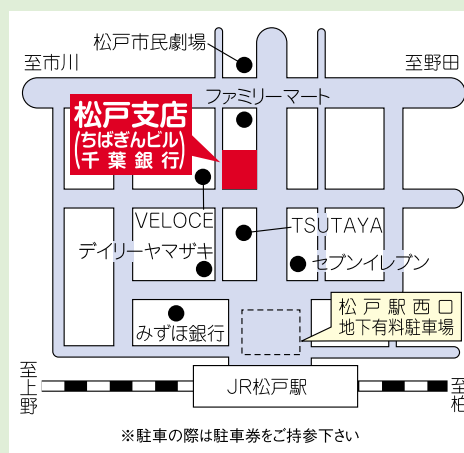 松戸市民劇場
至市川
至野田
ファミリーマート
松戸支店
(ちばぎんビル)
(千葉銀行)
VELOCE
TSUTAYA
デイリーヤマザキ
セブンイレブン
松戸駅西口
地下有料駐車場
みずほ銀行
至上野
JR松戸駅
至柏
※駐車の際は駐車券をご持参下さい